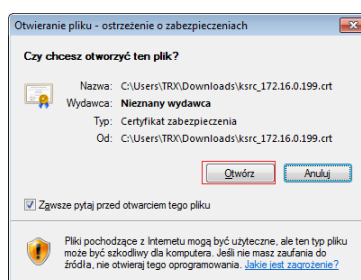 Otwieranie pliku - ostrzeżenie o zabezpieczeniach
Czy chcesz otworzyć ten plik?
Nazwa: C:\Users\TRX\Downloads\ksrc_172.16.0.199.crt
Wydawca: Nieznany wydawca
Typ: Certyfikat zabezpieczenia
Od: C:\Users\TRX\Downloads\ksrc_172.16.0.199.crt
Otwórz Anuluj
Zawsze pytaj przed otwarciem tego pliku
Pliki pochodzące z Internetu mogą być użyteczne, ale ten typ pliku
może być szkodliwy dla komputera. Jeśli nie masz zaufania do
źródła, nie otwieraj tego oprogramowania. Jakie jest zagrożenie?